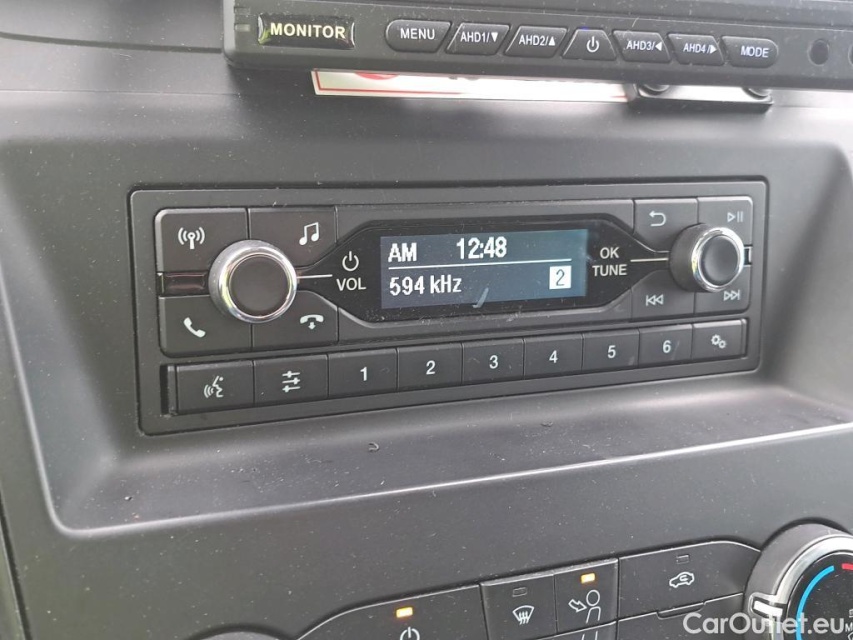 MONITOR MENU AHD1/▼ AHD2/▲ AHD3/◄ AHD4/► MODE
AM 12:48
594 kHz 2
VOL
OK
TUNE
1 2 3 4 5 6
CarOutlet.eu